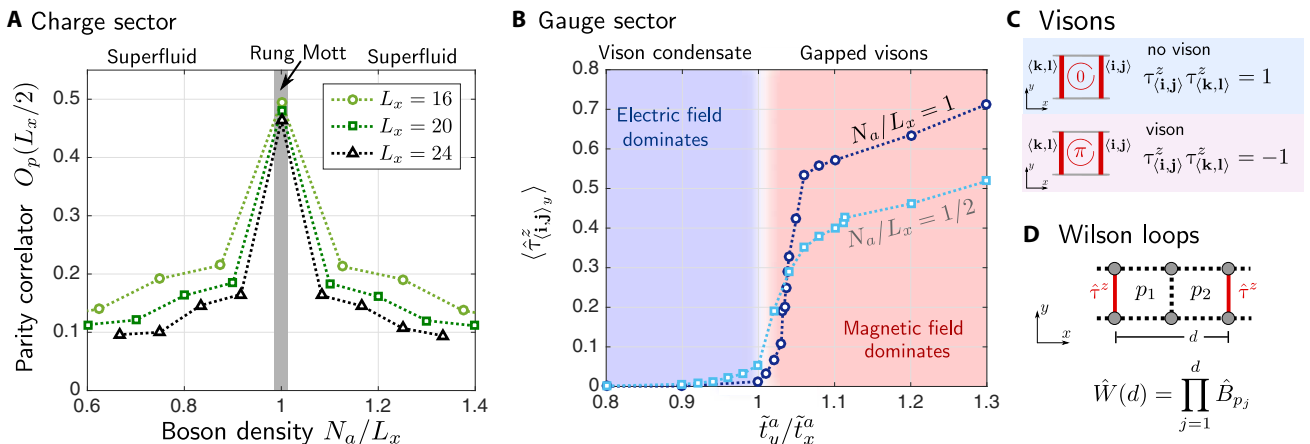 A Charge sector
Superfluid Rung Mott Superfluid
Parity correlator O_p(L_x/2)
0.5
0.4
0.3
0.2
0.1
0
L_x = 16
L_x = 20
L_x = 24
0.6 0.8 1 1.2 1.4
Boson density N_a/L_x
B Gauge sector
Vison condensate Gapped visons
⟨τ̂^z_⟨i,j⟩_y⟩
0.8
0.7
0.6
0.5
0.4
0.3
0.2
0.1
0
Electric field
dominates
N_a/L_x = 1
N_a/L_x = 1/2
Magnetic field
dominates
0.8 0.9 1 1.1 1.2 1.3
t̃^a_y/t̃^a_x
C Visons
no vison
⟨k,l⟩ 0 ⟨i,j⟩ τ^z_⟨i,j⟩ τ^z_⟨k,l⟩ = 1
y
x
vison
⟨k,l⟩ π ⟨i,j⟩ τ^z_⟨i,j⟩ τ^z_⟨k,l⟩ = −1
y
x
D Wilson loops
τ̂^z p_1 p_2 τ̂^z
y
x
d
Ŵ(d) = ∏_{j=1}^{d} B̂_{p_j}